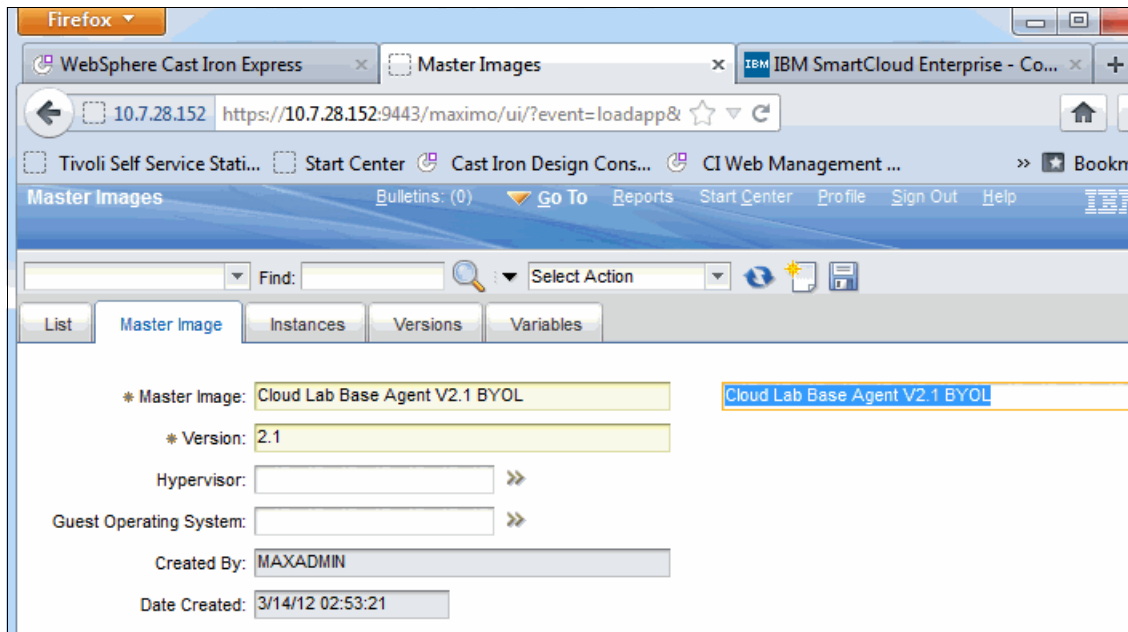 Firefox
WebSphere Cast Iron Express
Master Images
IBM
IBM SmartCloud Enterprise - Co...
10.7.28.152
https://10.7.28.152:9443/maximo/ui/?event=loadapp&
Tivoli Self Service Stati...
Start Center
Cast Iron Design Cons...
CI Web Management ...
Bookm
Master Images
Bulletins: (0)
Go To
Reports
Start Center
Profile
Sign Out
Help
IBM
Find:
Select Action
List
Master Image
Instances
Versions
Variables
* Master Image: Cloud Lab Base Agent V2.1 BYOL
Cloud Lab Base Agent V2.1 BYOL
* Version: 2.1
Hypervisor:
Guest Operating System:
Created By: MAXADMIN
Date Created: 3/14/12 02:53:21